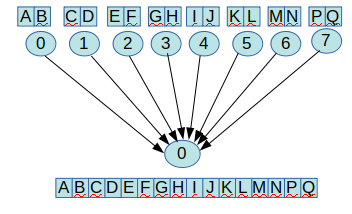 AB CD EF GH IJ KL MN PQ
0 1 2 3 4 5 6 7
0
ABCDEFGHIJKLMNPQ